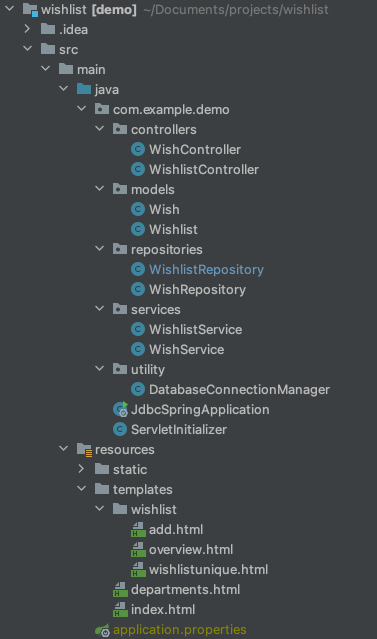 wishlist [demo] ~/Documents/projects/wishlist
.idea
src
main
java
com.example.demo
controllers
WishController
WishlistController
models
Wish
Wishlist
repositories
WishlistRepository
WishRepository
services
WishlistService
WishService
utility
DatabaseConnectionManager
JdbcSpringApplication
ServletInitializer
resources
static
templates
wishlist
add.html
overview.html
wishlistunique.html
departments.html
index.html
application.properties